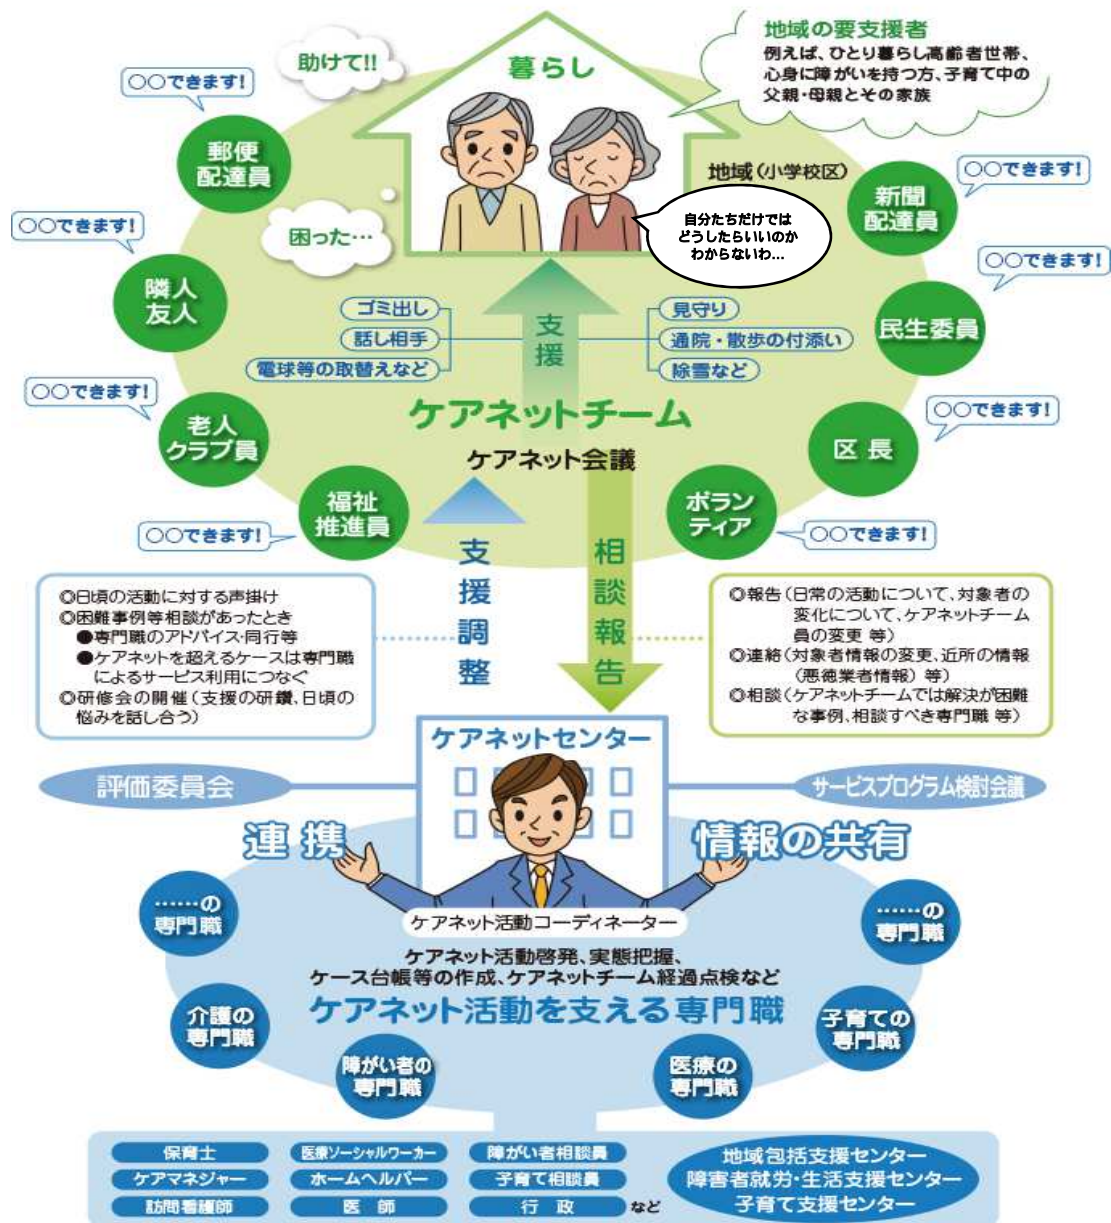 地域の要支援者
例えば、ひとり暮らし高齢者世帯、
心身に障がいを持つ方、子育て中の
父親・母親とその家族
助けて!!
暮らし
○○できます!
郵便
配達員
地域(小学校区)
○○できます!
新聞
配達員
自分たちだけでは
どうしたらいいのか
わからないわ...
困った…
○○できます!
隣人
友人
○○できます!
民生委員
ゴミ出し
話し相手
電球等の取替えなど
支援
見守り
通院・散歩の付添い
除雪など
○○できます!
老人
クラブ員
ケアネットチーム
ケアネット会議
○○できます!
区長
福祉
推進員
○○できます!
ボラン
ティア
○○できます!
支援調整
相談報告
◎日頃の活動に対する声掛け
◎困難事例等相談があったとき
●専門職のアドバイス・同行等
●ケアネットを超えるケースは専門職
によるサービス利用につなぐ
◎研修会の開催(支援の研鑽、日頃の
悩みを話し合う)
◎報告(日常の活動について、対象者の
変化について、ケアネットチーム
員の変更 等)
◎連絡(対象者情報の変更、近所の情報
(悪徳業者情報) 等)
◎相談(ケアネットチームでは解決が困難
な事例、相談すべき専門職 等)
ケアネットセンター
評価委員会
サービスプログラム検討会議
連携
情報の共有
ケアネット活動コーディネーター
ケアネット活動啓発、実態把握、
ケース台帳等の作成、ケアネットチーム経過点検など
ケアネット活動を支える専門職
……の
専門職
……の
専門職
介護の
専門職
子育ての
専門職
障がい者の
専門職
医療の
専門職
保育士
医療ソーシャルワーカー
障がい者相談員
ケアマネジャー
ホームヘルパー
子育て相談員
訪問看護師
医師
行政
など
地域包括支援センター
障害者就労・生活支援センター
子育て支援センター